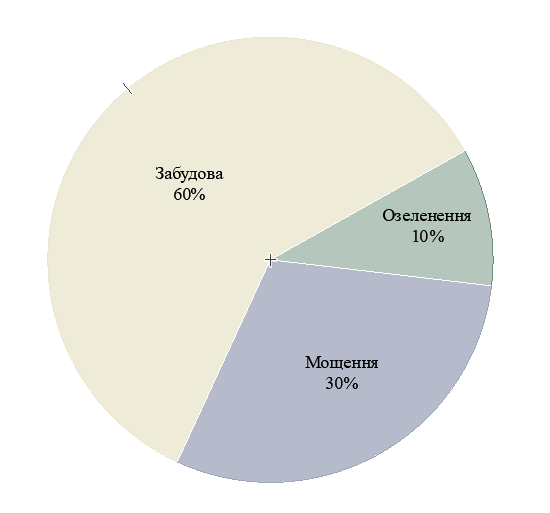 Забудова
60%
Озеленення
10%
Мощення
30%